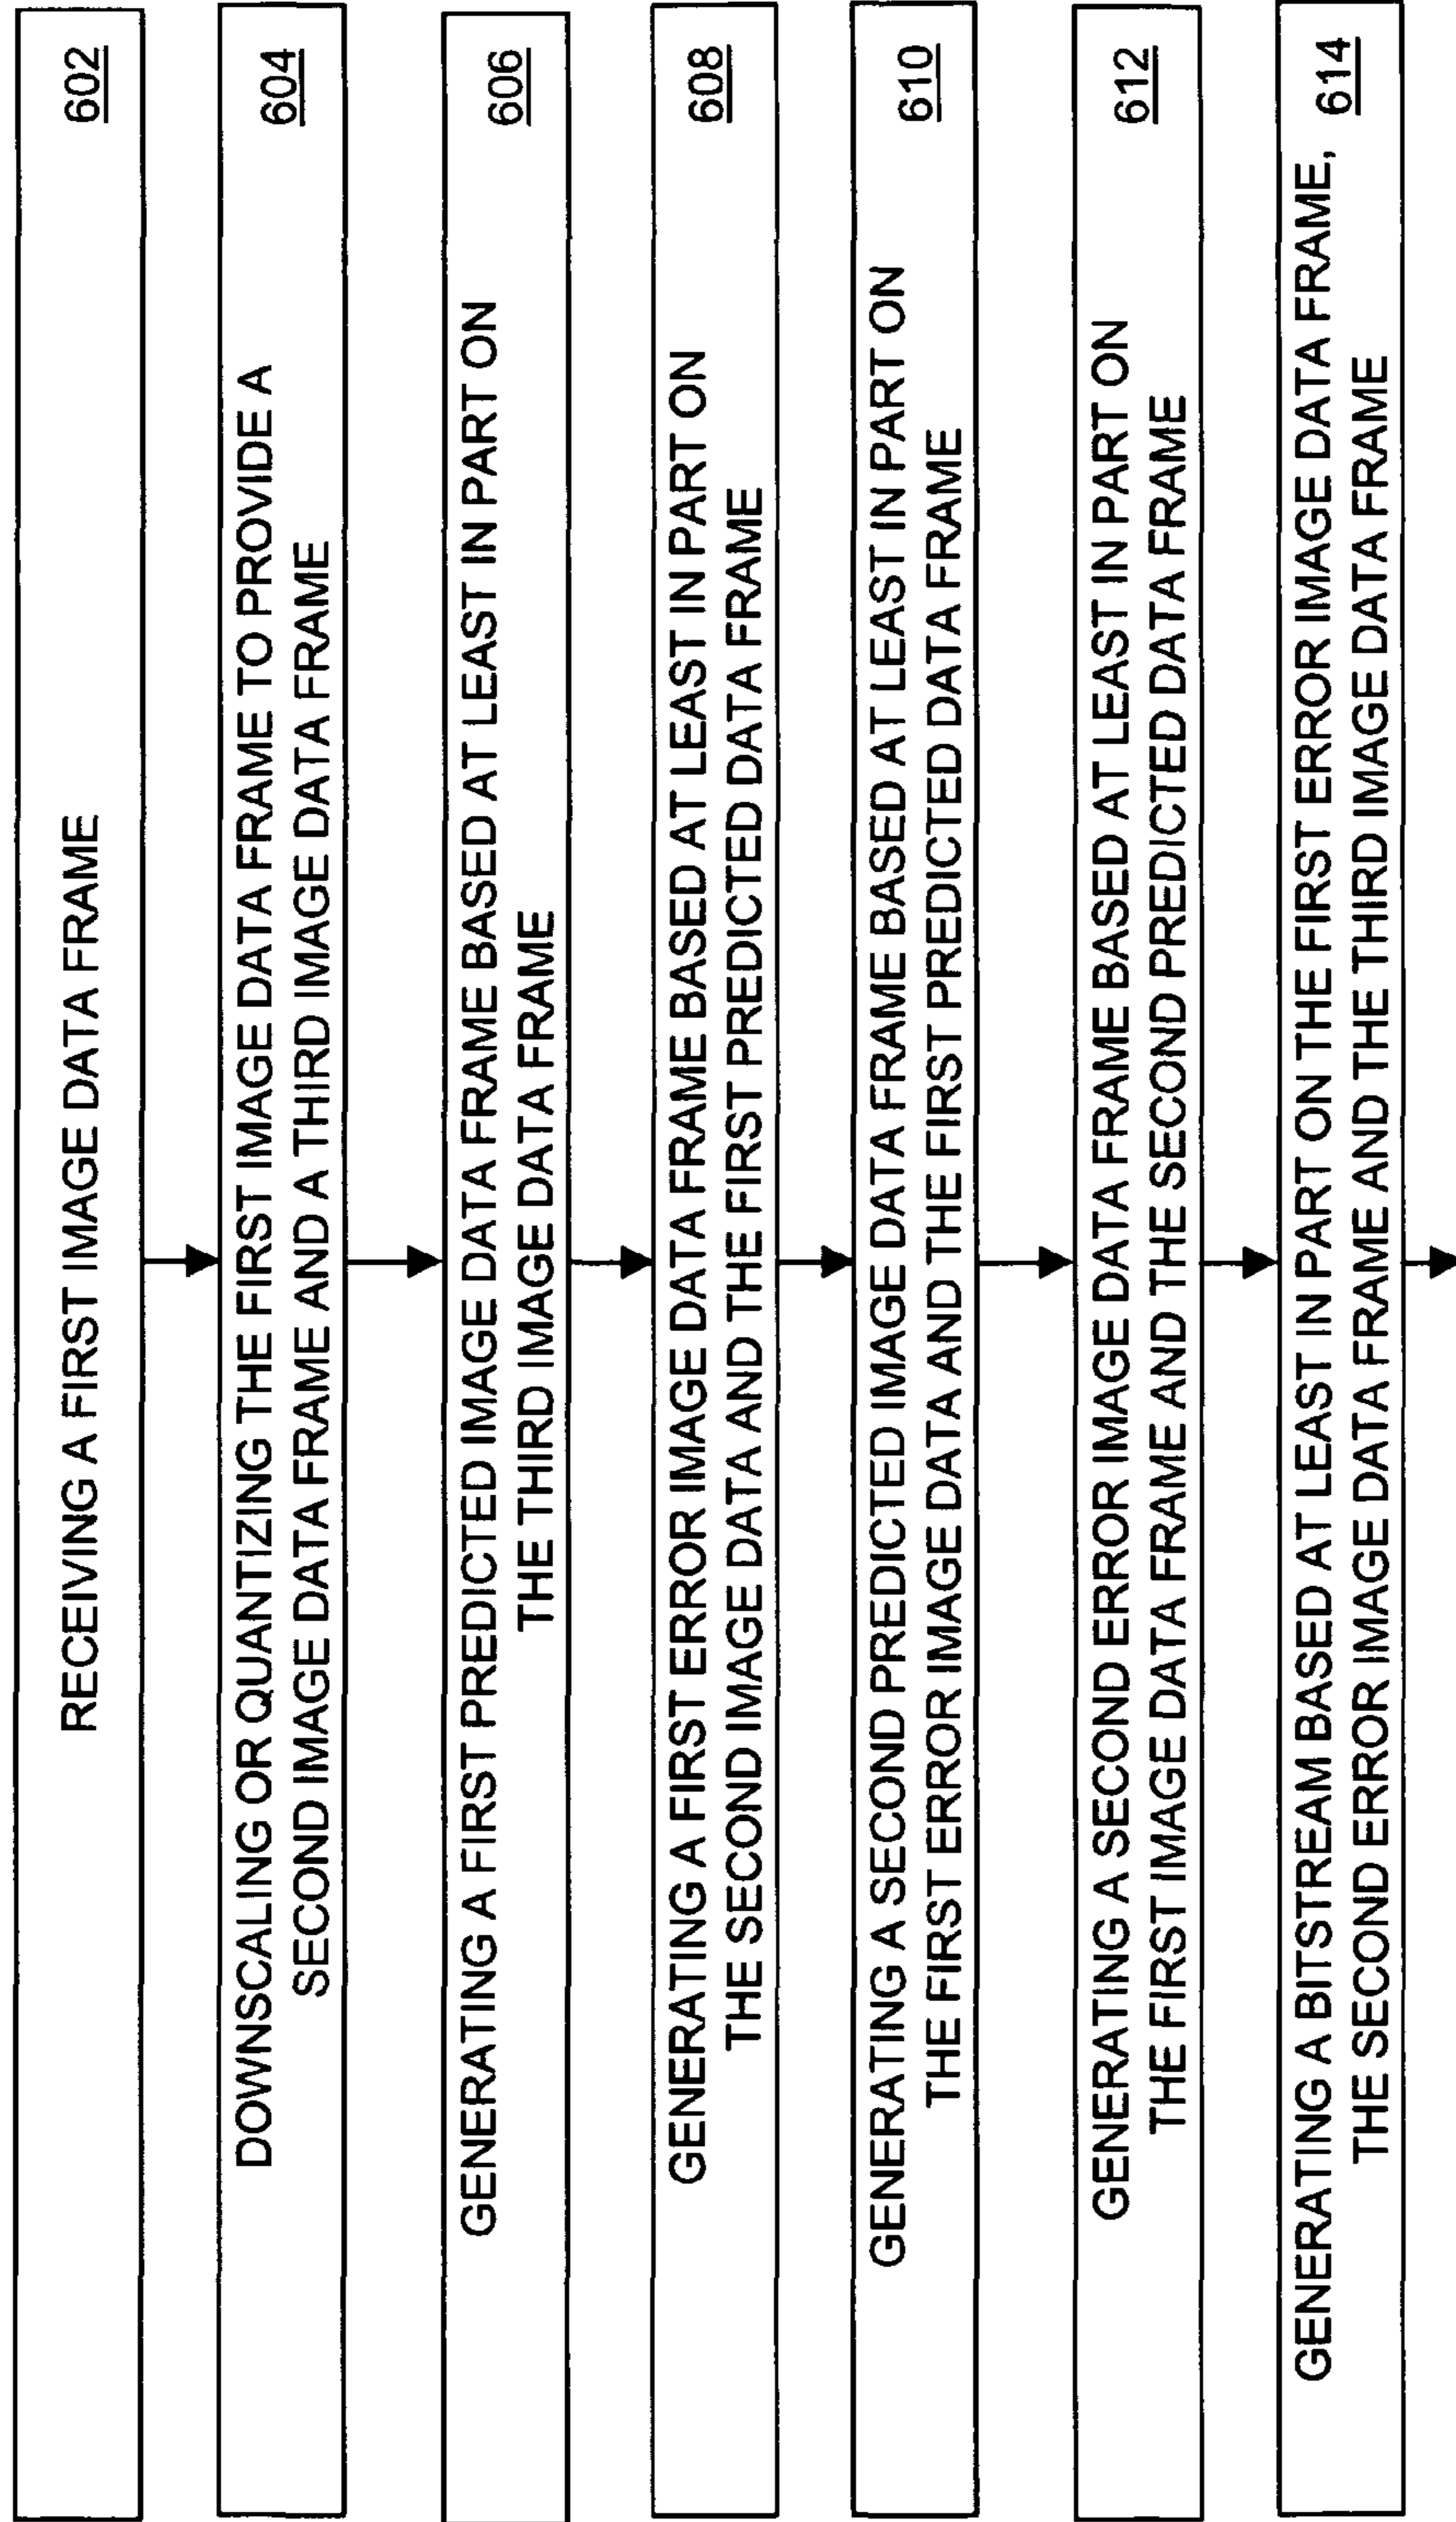 RECEIVING A FIRST IMAGE DATA FRAME 602
DOWNSCALING OR QUANTIZING THE FIRST IMAGE DATA FRAME TO PROVIDE A 604
SECOND IMAGE DATA FRAME AND A THIRD IMAGE DATA FRAME
GENERATING A FIRST PREDICTED IMAGE DATA FRAME BASED AT LEAST IN PART ON 606
THE THIRD IMAGE DATA FRAME
GENERATING A FIRST ERROR IMAGE DATA FRAME BASED AT LEAST IN PART ON 608
THE SECOND IMAGE DATA AND THE FIRST PREDICTED DATA FRAME
GENERATING A SECOND PREDICTED IMAGE DATA FRAME BASED AT LEAST IN PART ON 610
THE FIRST ERROR IMAGE DATA AND THE FIRST PREDICTED DATA FRAME
GENERATING A SECOND ERROR IMAGE DATA FRAME BASED AT LEAST IN PART ON 612
THE FIRST IMAGE DATA FRAME AND THE SECOND PREDICTED DATA FRAME
GENERATING A BITSTREAM BASED AT LEAST IN PART ON THE FIRST ERROR IMAGE DATA FRAME, 614
THE SECOND ERROR IMAGE DATA FRAME AND THE THIRD IMAGE DATA FRAME